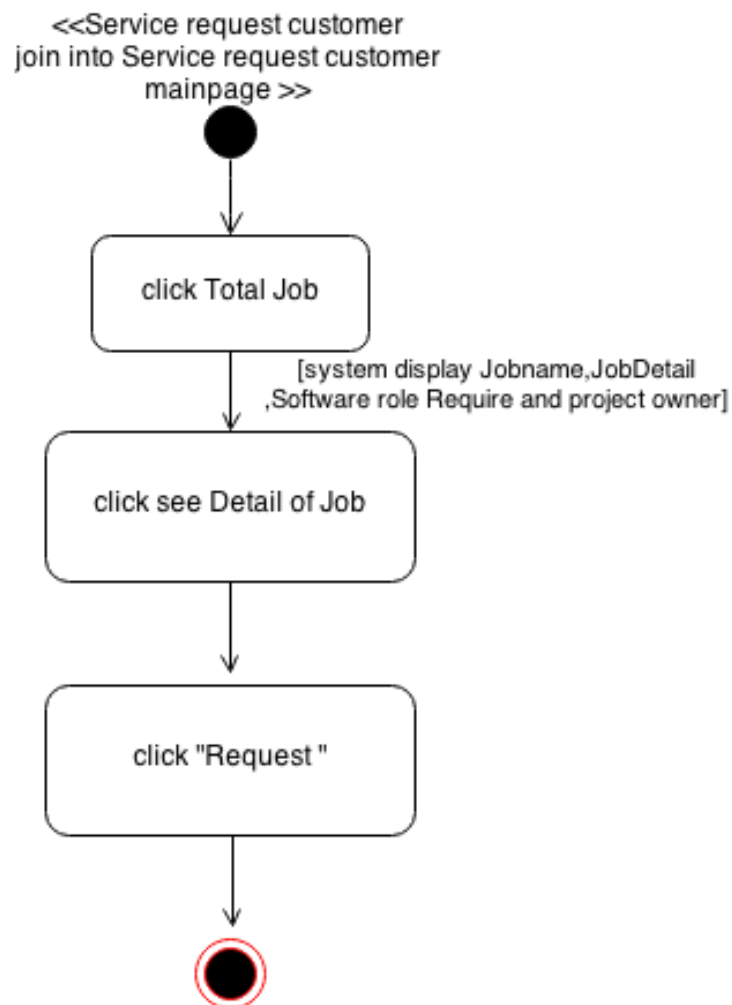 <<Service request customer
join into Service request customer
mainpage >>
click Total Job
[system display Jobname,JobDetail
,Software role Require and project owner]
click see Detail of Job
click "Request "